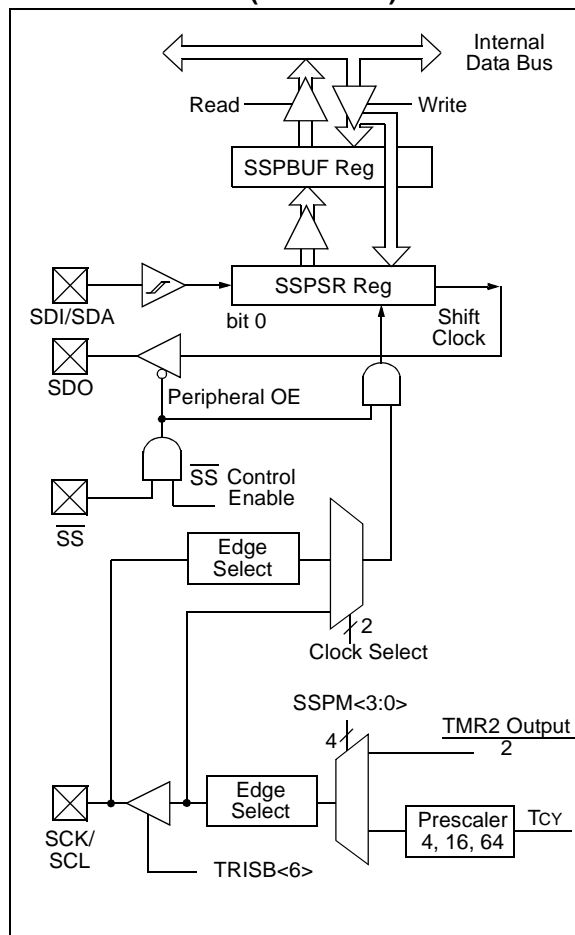 Internal
Data Bus
Read
Write
SSPBUF Reg
SSPSR Reg
SDI/SDA
bit 0
Shift
Clock
SDO
Peripheral OE
SS Control
Enable
SS
Edge
Select
2
Clock Select
SSPM<3:0>
4
TMR2 Output
2
Edge
Select
Prescaler
4, 16, 64
TCY
SCK/
SCL
TRISB<6>